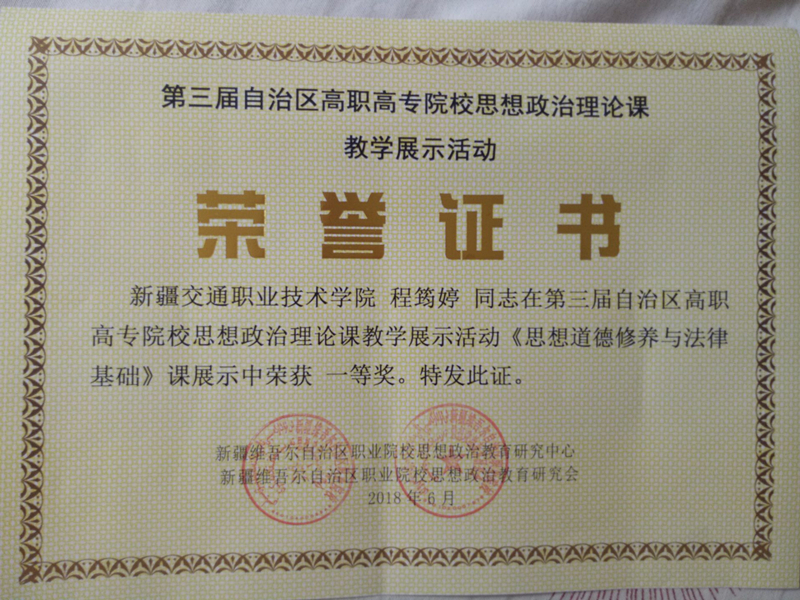 第三届自治区高职高专院校思想政治理论课
教学展示活动
荣誉证书
新疆交通职业技术学院 程筠婷 同志在第三届自治区高职
高专院校思想政治理论课教学展示活动《思想道德修养与法律
基础》课展示中荣获 一等奖。特发此证。
新疆维吾尔自治区职业院校思想政治教育研究中心
新疆维吾尔自治区职业院校思想政治教育研究会
2018年6月